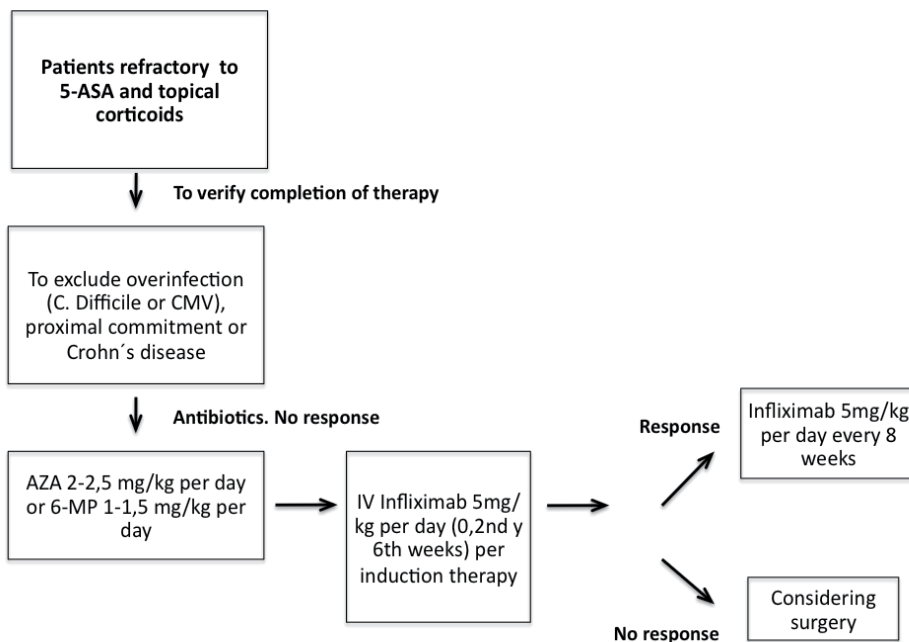 Patients refractory to
5-ASA and topical
corticoids
To verify completion of therapy
To exclude overinfection
(C. Difficile or CMV),
proximal commitment or
Crohn´s disease
Antibiotics. No response
AZA 2-2,5 mg/kg per day
or 6-MP 1-1,5 mg/kg per
day
IV Infliximab 5mg/
kg per day (0,2nd y
6th weeks) per
induction therapy
Response
Infliximab 5mg/kg
per day every 8
weeks
No response
Considering
surgery